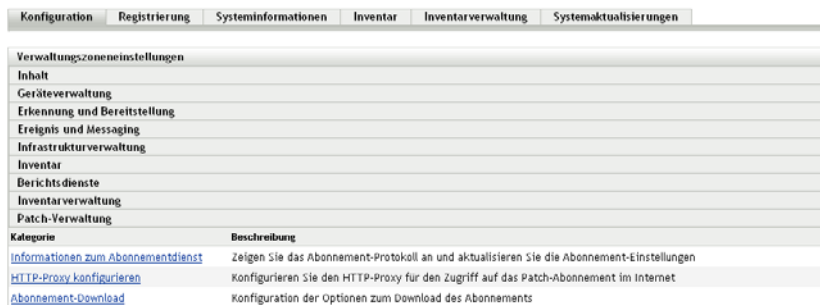 Konfiguration Registrierung Systeminformationen Inventar Inventarverwaltung Systemaktualisierungen
Verwaltungszoneneinstellungen
Inhalt
Geräteverwaltung
Erkennung und Bereitstellung
Ereignis und Messaging
Infrastrukturverwaltung
Inventar
Berichtsdienste
Inventarverwaltung
Patch-Verwaltung
Kategorie Beschreibung
Informationen zum Abonnementdienst Zeigen Sie das Abonnement-Protokoll an und aktualisieren Sie die Abonnement-Einstellungen
HTTP-Proxy konfigurieren Konfigurieren Sie den HTTP-Proxy für den Zugriff auf das Patch-Abonnement im Internet
Abonnement-Download Konfiguration der Optionen zum Download des Abonnements